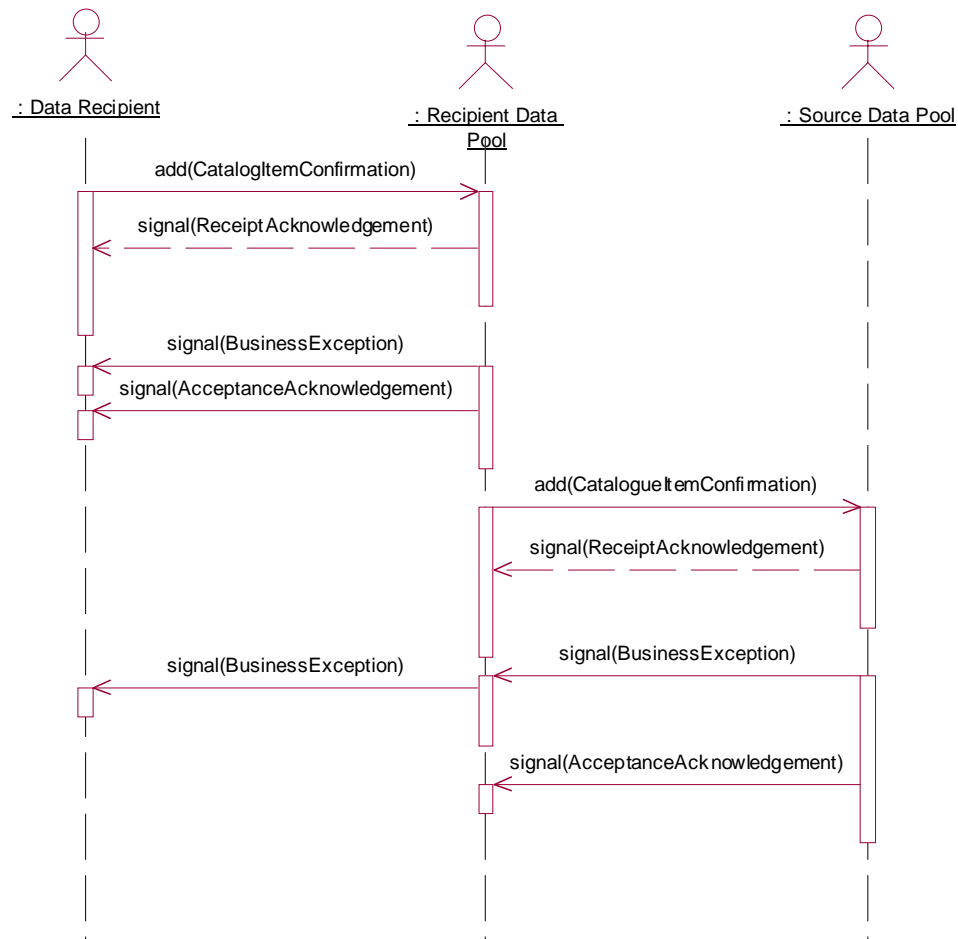 : Data Recipient
: Recipient Data
Pool
: Source Data Pool
add(CatalogItemConfirmation)
signal(ReceiptAcknowledgement)
signal(BusinessException)
signal(AcceptanceAcknowledgement)
add(CatalogueItemConfirmation)
signal(ReceiptAcknowledgement)
signal(BusinessException)
signal(BusinessException)
signal(AcceptanceAcknowledgement)